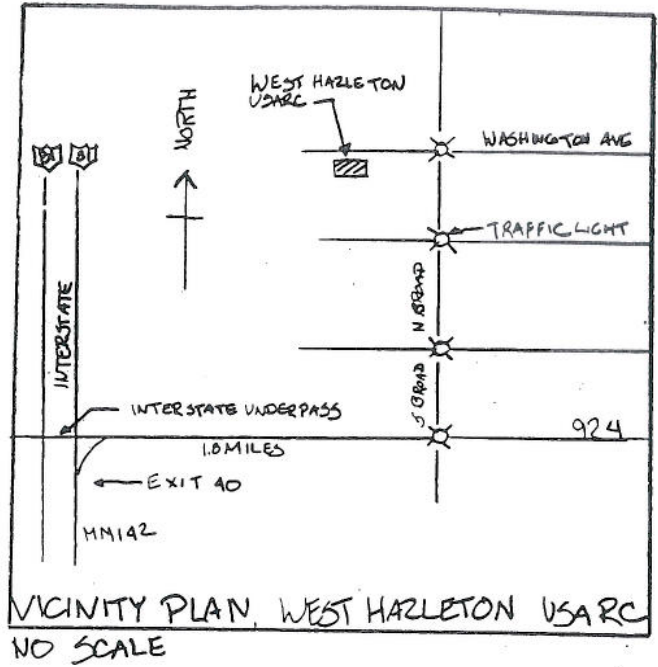 WEST HAZLETON
USARC
NORTH
81 81
WASHINGTON AVE
TRAFFIC LIGHT
N BROAD
INTERSTATE
S BROAD
INTERSTATE UNDERPASS
924
1.8 MILES
EXIT 40
MM142
VICINITY PLAN, WEST HAZLETON USARC
NO SCALE